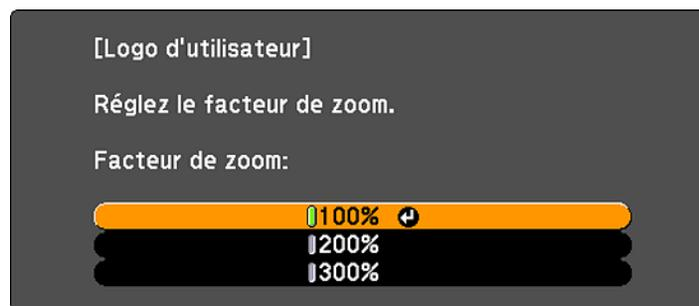 [Logo d'utilisateur]
Réglez le facteur de zoom.
Facteur de zoom:
100%
200%
300%